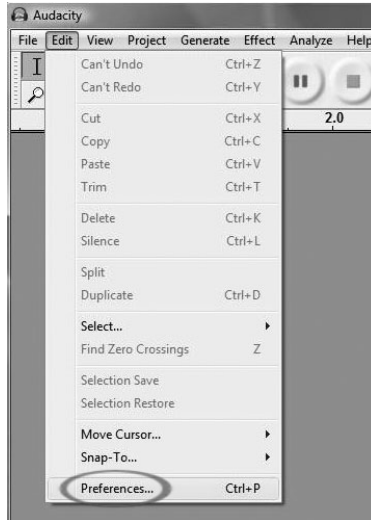 Audacity
File Edit View Project Generate Effect Analyze Help
Can't Undo Ctrl+Z
Can't Redo Ctrl+Y
2.0
Cut Ctrl+X
Copy Ctrl+C
Paste Ctrl+V
Trim Ctrl+T
Delete Ctrl+K
Silence Ctrl+L
Split
Duplicate Ctrl+D
Select...
Find Zero Crossings Z
Selection Save
Selection Restore
Move Cursor...
Snap-To...
Preferences... Ctrl+P